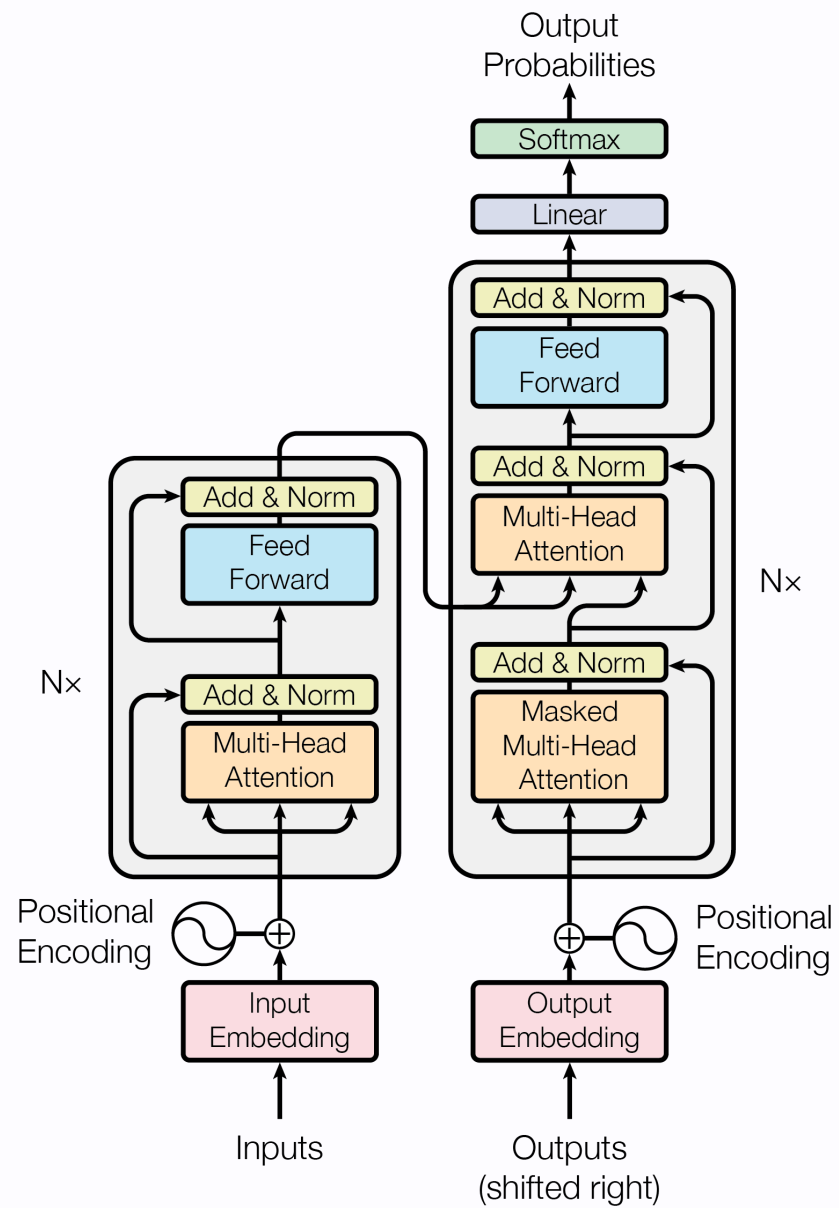 Output
Probabilities
Softmax
Linear
Add & Norm
Feed
Forward
Add & Norm
Multi-Head
Attention
Add & Norm
Masked
Multi-Head
Attention
N×
Add & Norm
Feed
Forward
Add & Norm
Multi-Head
Attention
N×
Positional
Encoding
Positional
Encoding
Input
Embedding
Output
Embedding
Inputs
Outputs
(shifted right)